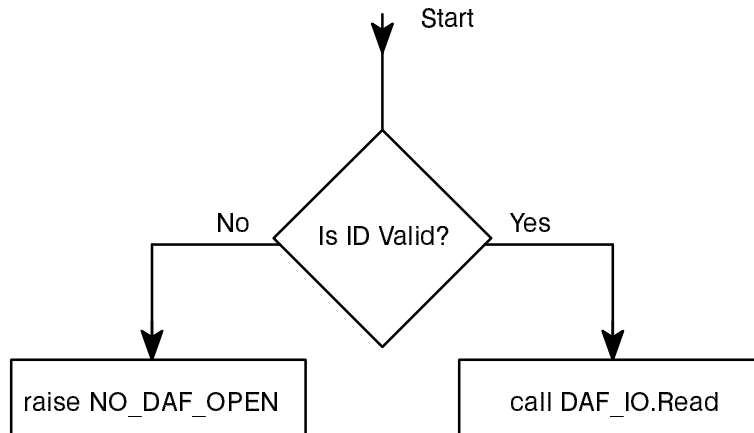 Start
Is ID Valid?
No
Yes
raise NO_DAF_OPEN
call DAF_IO.Read